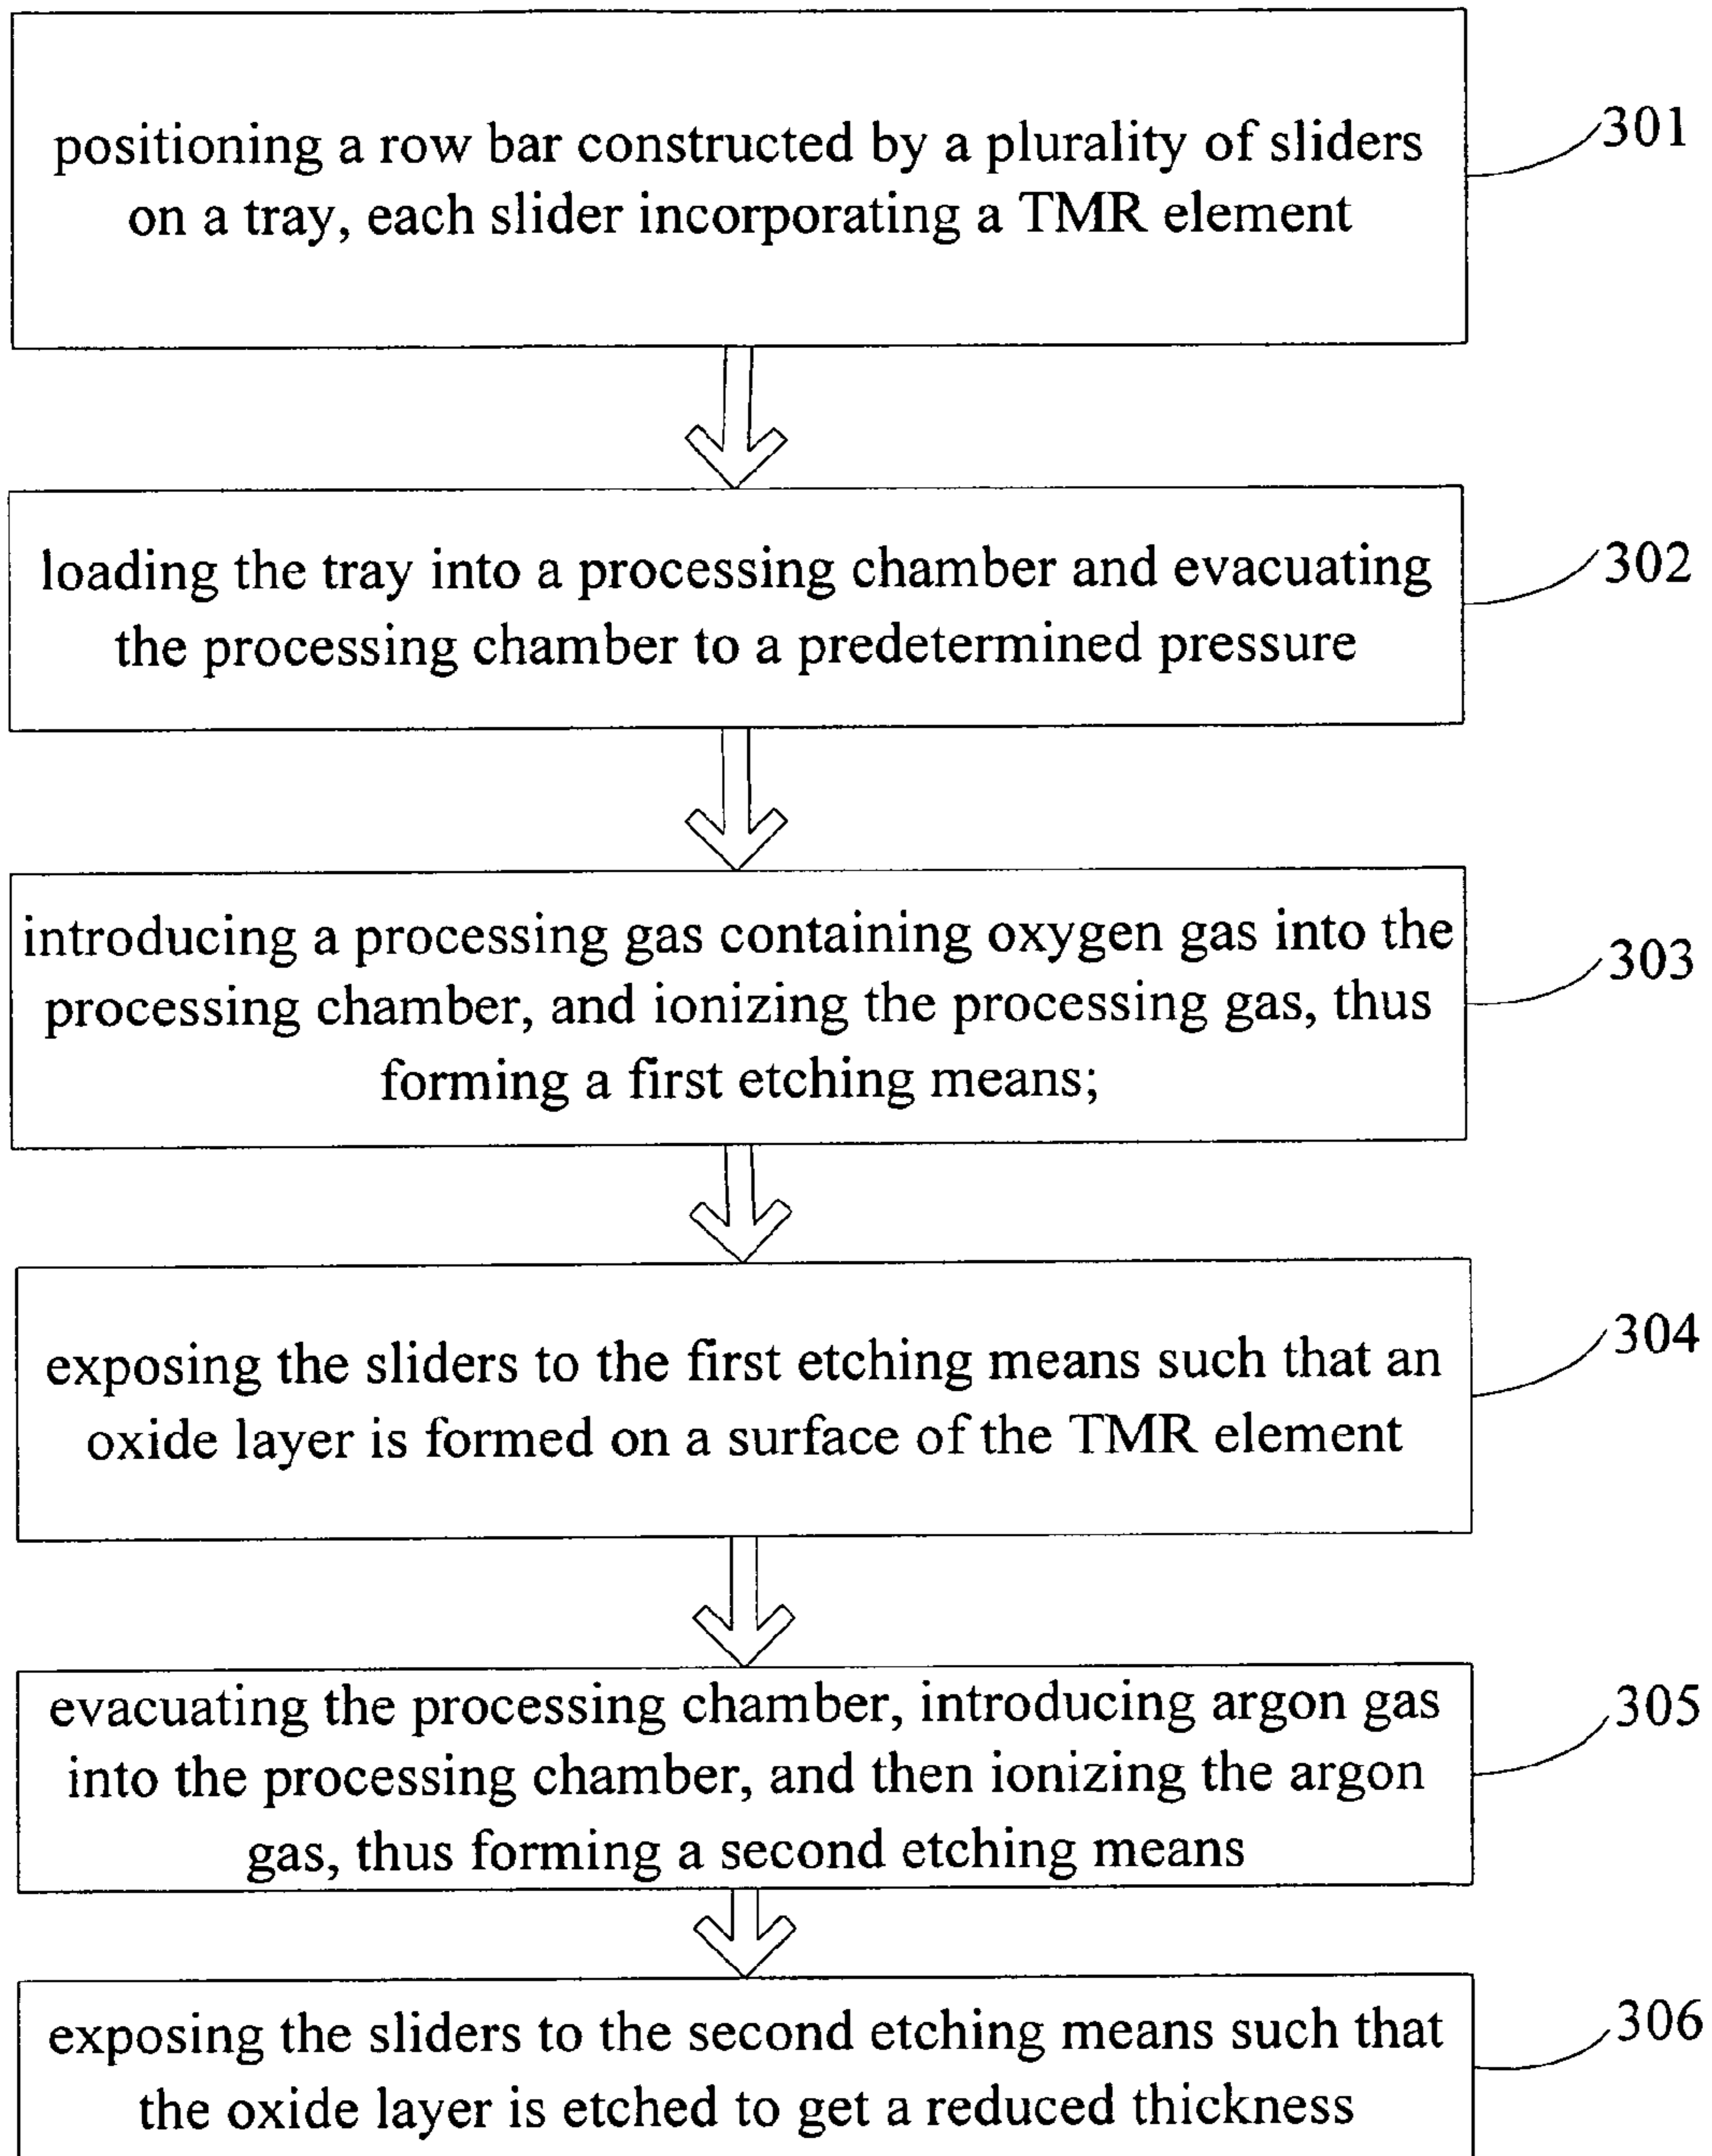 positioning a row bar constructed by a plurality of sliders
on a tray, each slider incorporating a TMR element
301
loading the tray into a processing chamber and evacuating
the processing chamber to a predetermined pressure
302
introducing a processing gas containing oxygen gas into the
processing chamber, and ionizing the processing gas, thus
forming a first etching means;
303
exposing the sliders to the first etching means such that an
oxide layer is formed on a surface of the TMR element
304
evacuating the processing chamber, introducing argon gas
into the processing chamber, and then ionizing the argon
gas, thus forming a second etching means
305
exposing the sliders to the second etching means such that
the oxide layer is etched to get a reduced thickness
306